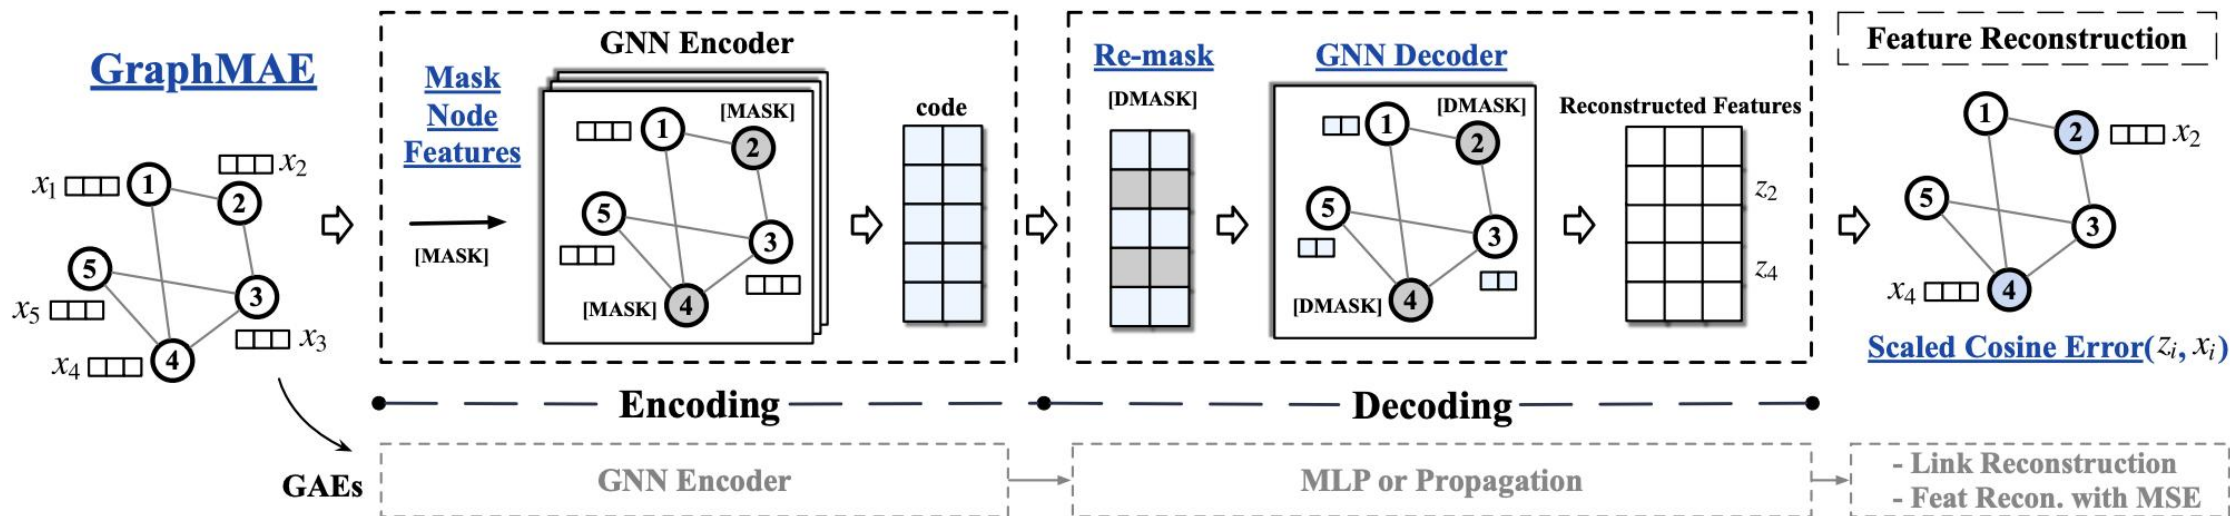 GraphMAE
x1
1
x2
2
5
x5
3
x3
x4
4
Mask
Node
Features
[MASK]
GNN Encoder
1
[MASK]
2
5
3
[MASK]
4
code
Encoding
Re-mask
[DMASK]
GNN Decoder
1
[DMASK]
2
5
3
[DMASK]
4
Reconstructed Features
z2
z4
Decoding
Feature Reconstruction
1
2
x2
5
3
x4
4
Scaled Cosine Error(zi, xi)
GAEs
GNN Encoder
MLP or Propagation
- Link Reconstruction
- Feat Recon. with MSE